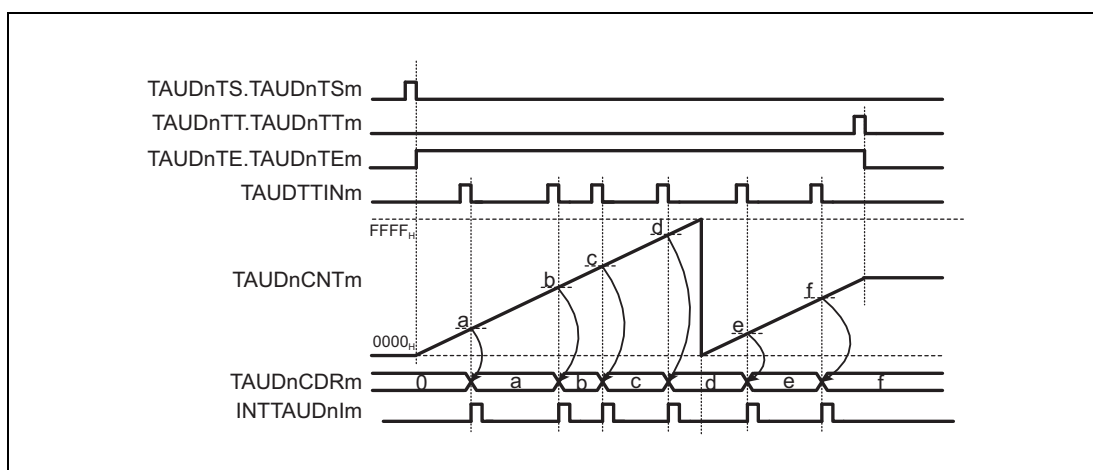 TAUDnTS.TAUDnTSm
TAUDnTT.TAUDnTTm
TAUDnTE.TAUDnTEm
TAUDTTINm
FFFFH
d
c
b
f
TAUDnCNTm
a
e
0000H
TAUDnCDRm 0 a b c d e f
INTTAUDnIm